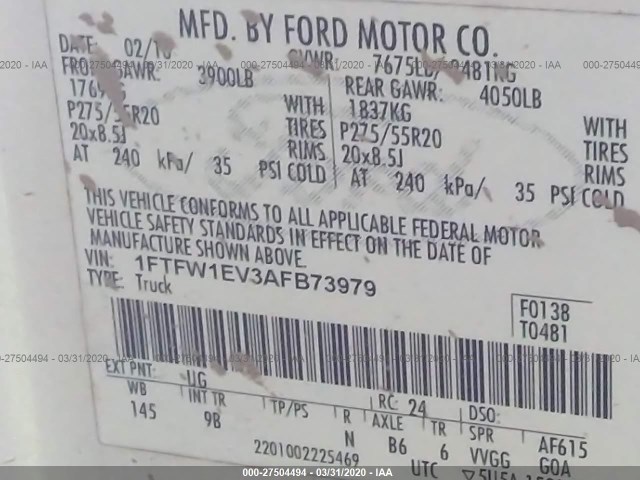 MFD. BY FORD MOTOR CO.
DATE: 02/10 GVWR: 7675LB/ 3481KG
3900LB REAR GAWR: 4050LB
WITH 1837KG WITH
P275/55R20 TIRES P275/55R20 TIRES
20x8.5J RIMS 20x8.5J RIMS
AT 240 kPa/ 35 PSI COLD AT 240 kPa/ 35 PSI COLD
THIS VEHICLE CONFORMS TO ALL APPLICABLE FEDERAL MOTOR
VEHICLE SAFETY STANDARDS IN EFFECT ON THE DATE OF
MANUFACTURE SHOWN ABOVE.
VIN: 1FTFW1EV3AFB73979
TYPE: Truck
F0138
T0481
EXT PNT: UG RC: 24 DSO:
WB INT TR TP/PS R AXLE TR SPR AF615
145 9B N B6 6 VVGG GOA
2201002225469 UTC
000-27504494 - 03/31/2020 - IAA